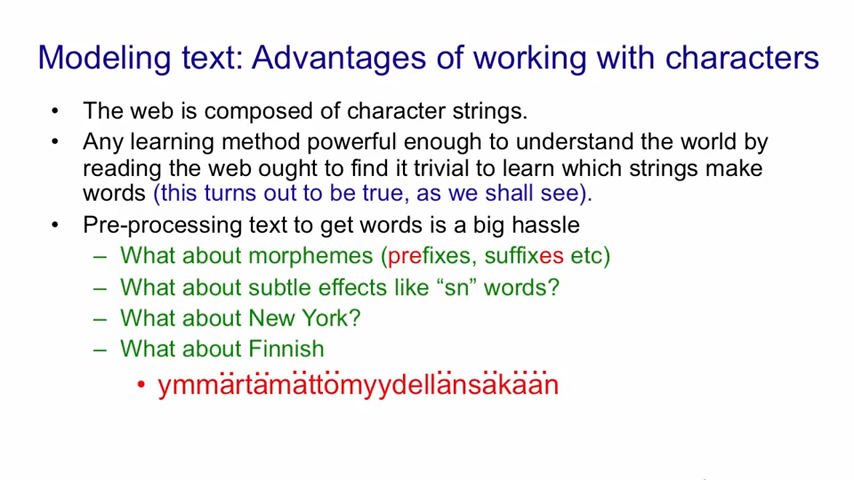 Modeling text: Advantages of working with characters
• The web is composed of character strings.
• Any learning method powerful enough to understand the world by
reading the web ought to find it trivial to learn which strings make
words (this turns out to be true, as we shall see).
• Pre-processing text to get words is a big hassle
– What about morphemes (prefixes, suffixes etc)
– What about subtle effects like “sn” words?
– What about New York?
– What about Finnish
• ymmärtämättömyydellänsäkään